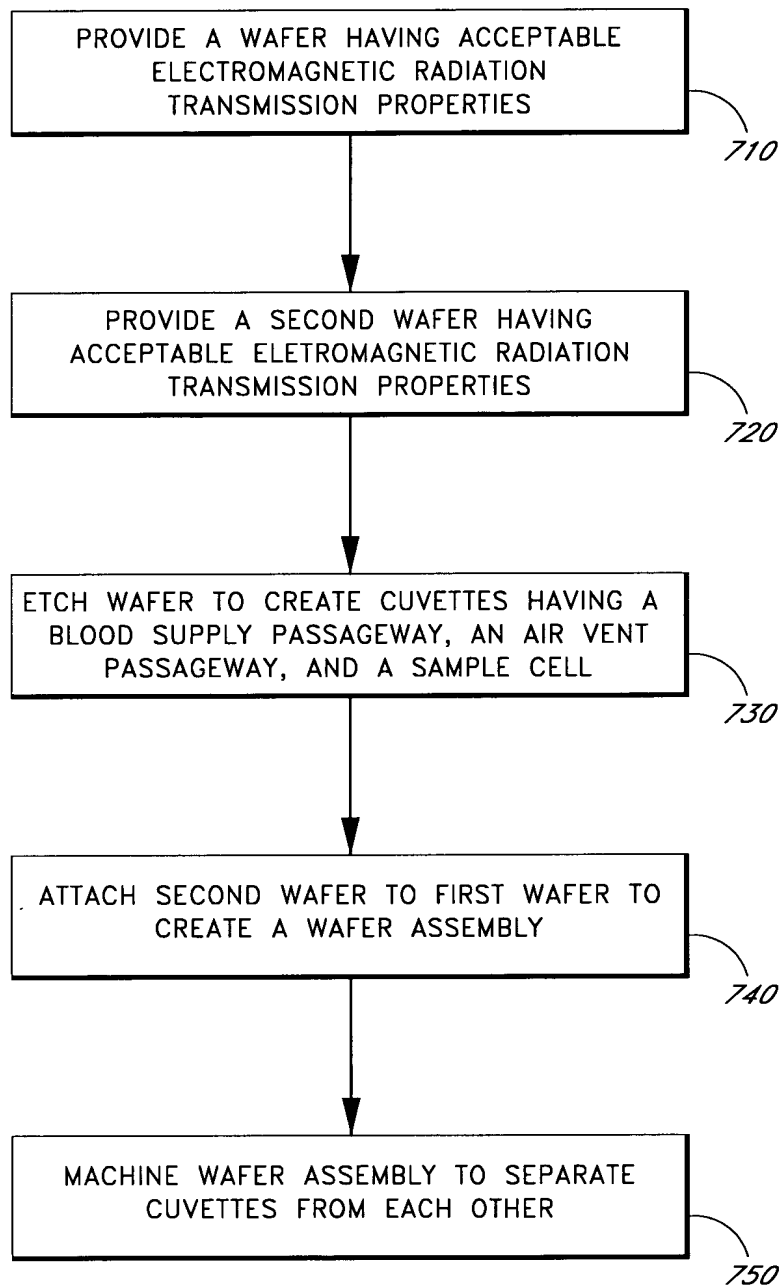 PROVIDE A WAFER HAVING ACCEPTABLE
ELECTROMAGNETIC RADIATION
TRANSMISSION PROPERTIES
710
PROVIDE A SECOND WAFER HAVING
ACCEPTABLE ELETROMAGNETIC RADIATION
TRANSMISSION PROPERTIES
720
ETCH WAFER TO CREATE CUVETTES HAVING A
BLOOD SUPPLY PASSAGEWAY, AN AIR VENT
PASSAGEWAY, AND A SAMPLE CELL
730
ATTACH SECOND WAFER TO FIRST WAFER TO
CREATE A WAFER ASSEMBLY
740
MACHINE WAFER ASSEMBLY TO SEPARATE
CUVETTES FROM EACH OTHER
750